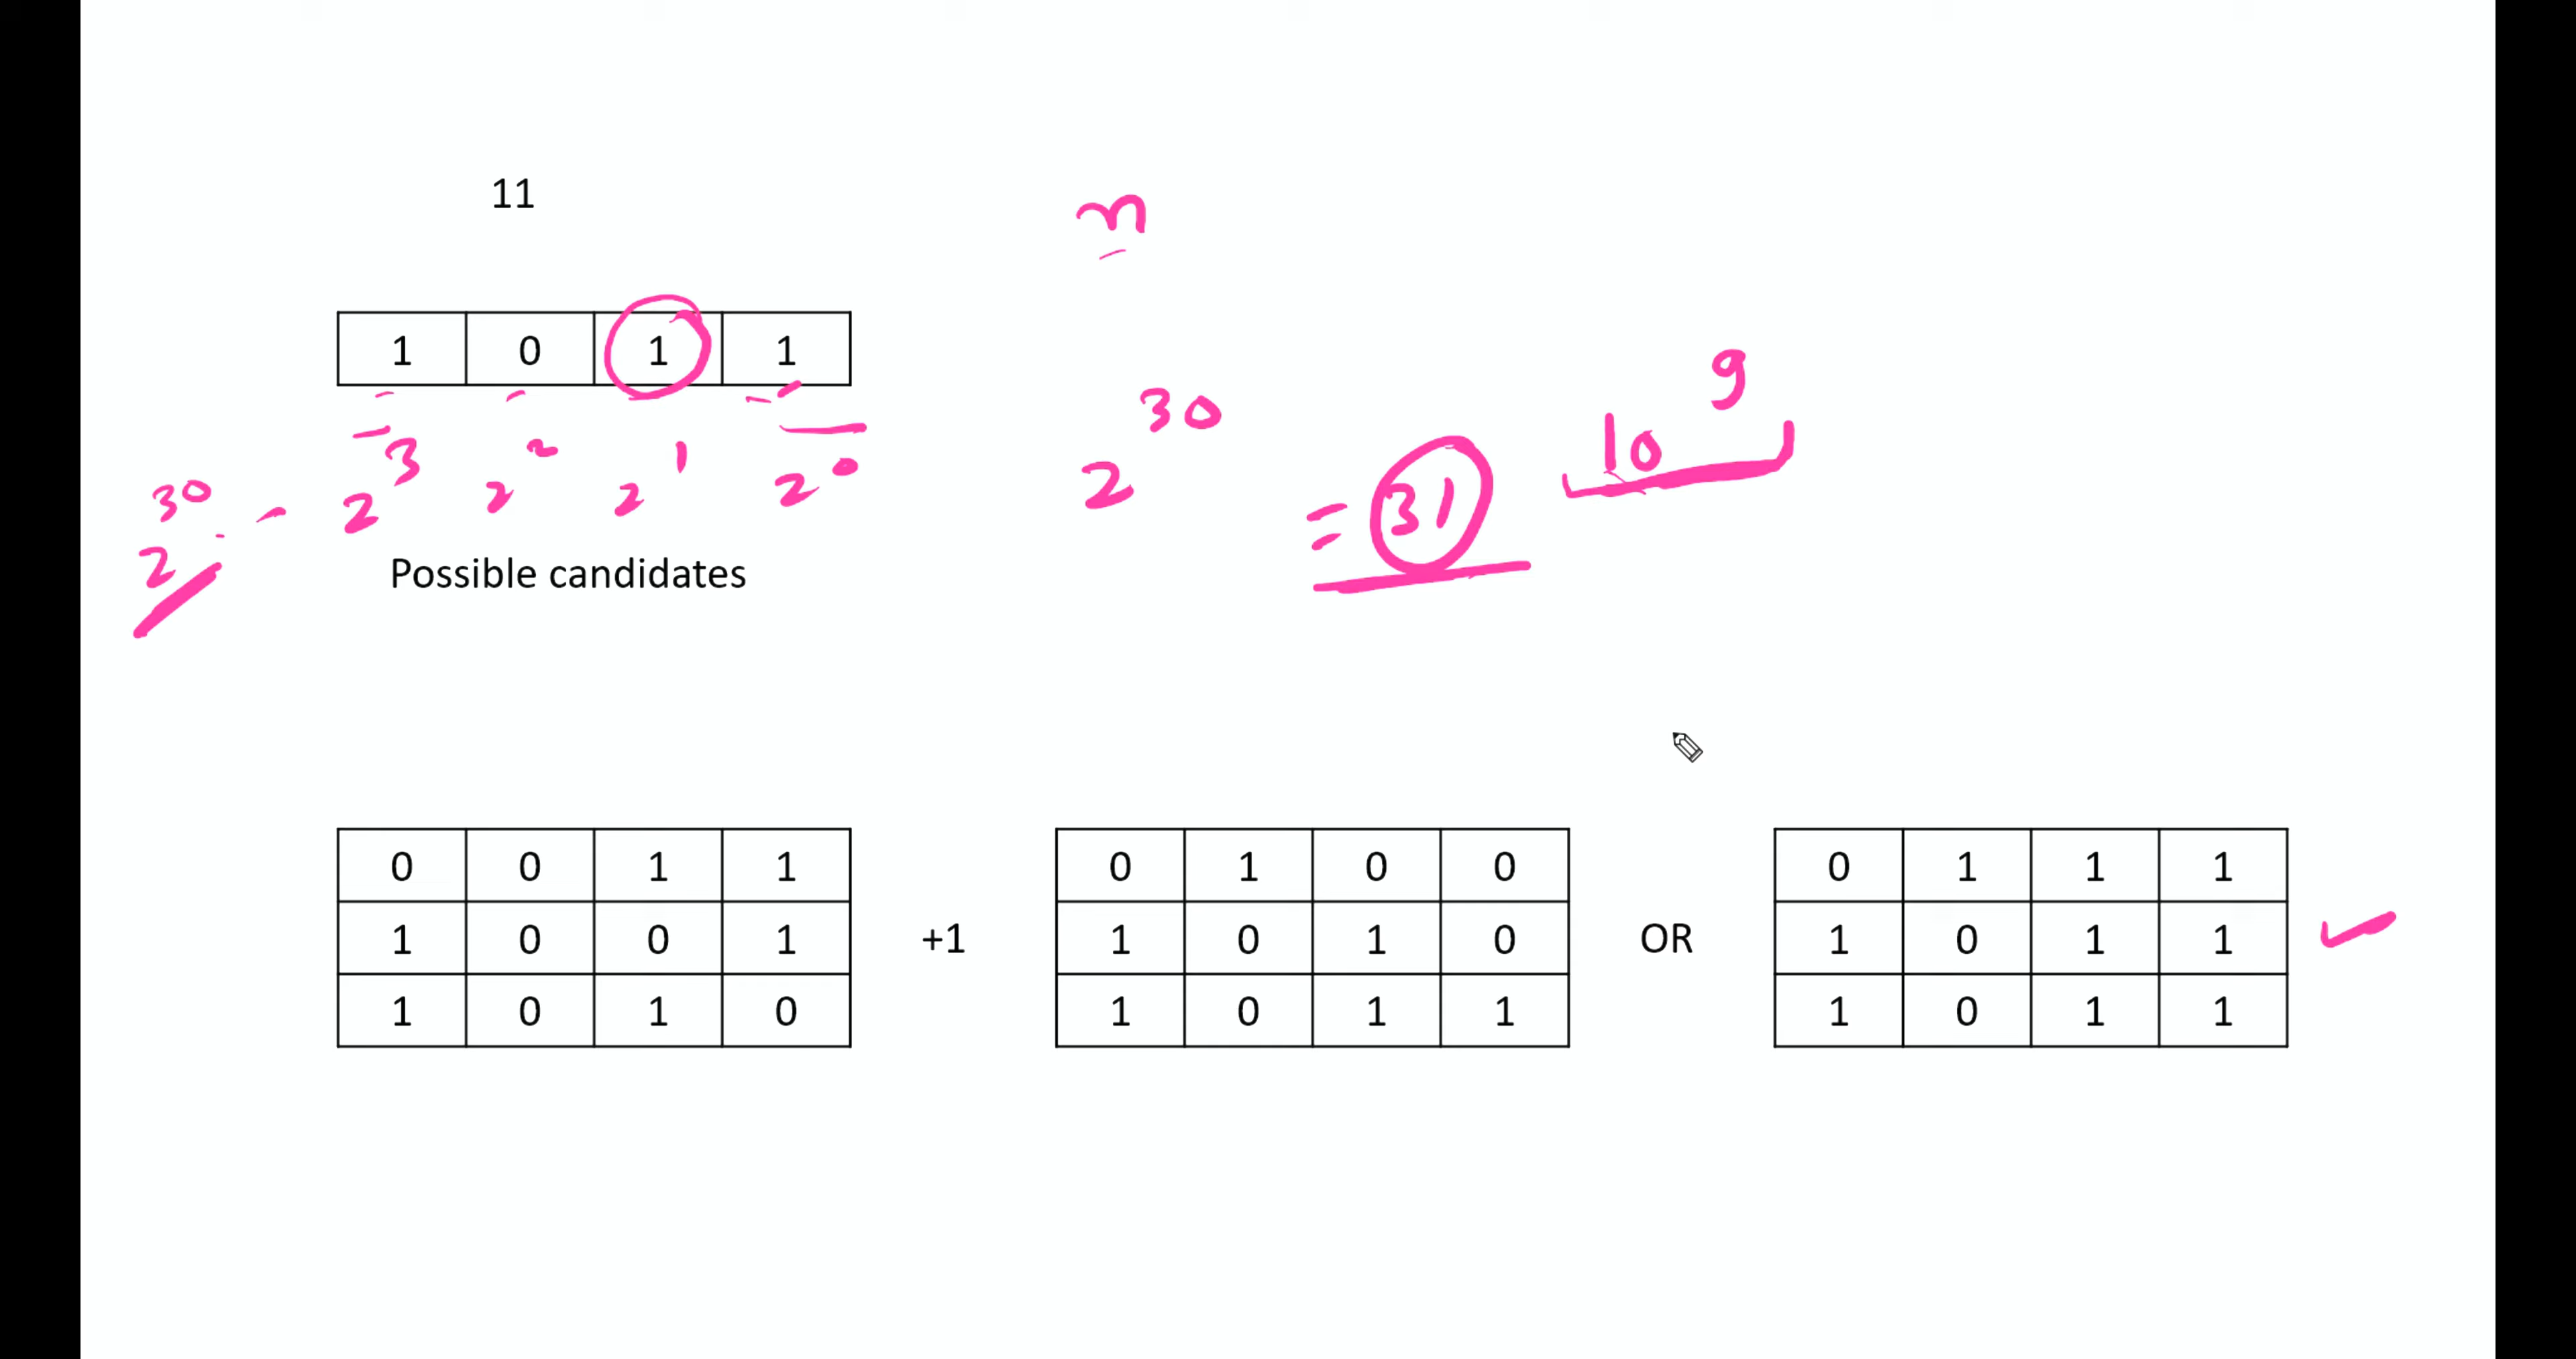 11
n
1 0 1 1
2^30 - 2^3 2^2 2^1 2^0
2^30 = 31 10^9
Possible candidates
0 0 1 1
1 0 0 1
1 0 1 0
+1
0 1 0 0
1 0 1 0
1 0 1 1
OR
0 1 1 1
1 0 1 1
1 0 1 1